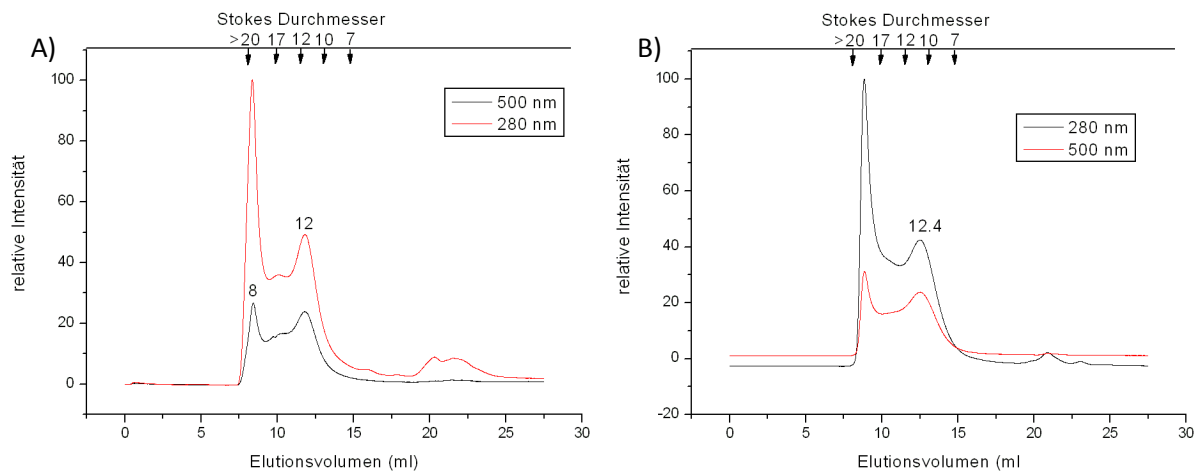 A)
Stokes Durchmesser
>20 17 12 10 7
relative Intensität
100
80
60
40
20
0
500 nm
280 nm
8
12
0 5 10 15 20 25 30
Elutionsvolumen (ml)
B)
Stokes Durchmesser
>20 17 12 10 7
relative Intensität
100
80
60
40
20
0
-20
280 nm
500 nm
12.4
0 5 10 15 20 25 30
Elutionsvolumen (ml